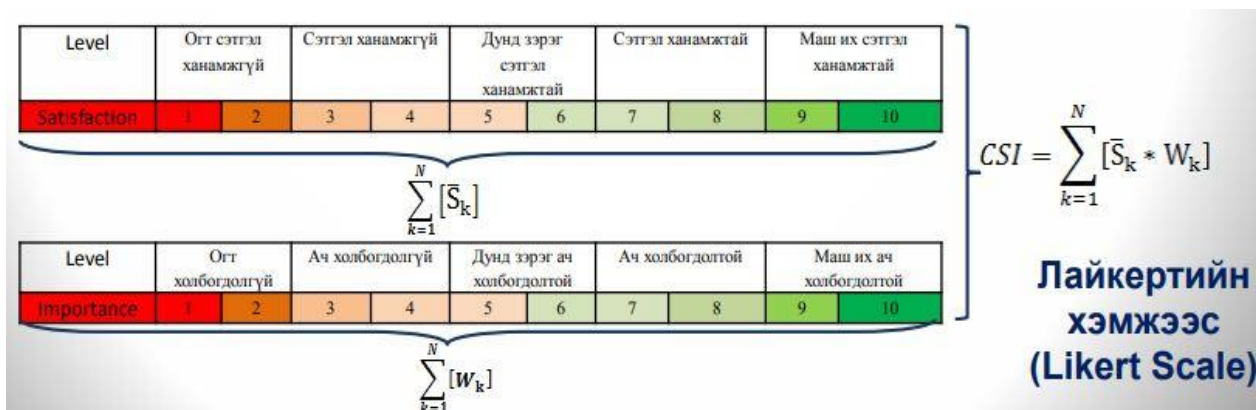 Level
Огт сэтгэл
ханамжгүй
Сэтгэл ханамжгүй
Дунд зэрэг
сэтгэл
ханамжтай
Сэтгэл ханамжтай
Маш их сэтгэл
ханамжтай
Satisfaction 1 2 3 4 5 6 7 8 9 10
N
∑ [S̄k]
k=1
Level
Огт
холбогдолгүй
Ач холбогдолгүй
Дунд зэрэг ач
холбогдолтой
Ач холбогдолтой
Маш их ач
холбогдолтой
Importance 1 2 3 4 5 6 7 8 9 10
N
∑ [Wk]
k=1
N
CSI = ∑ [S̄k * Wk]
k=1
Лайкертийн
хэмжээс
(Likert Scale)